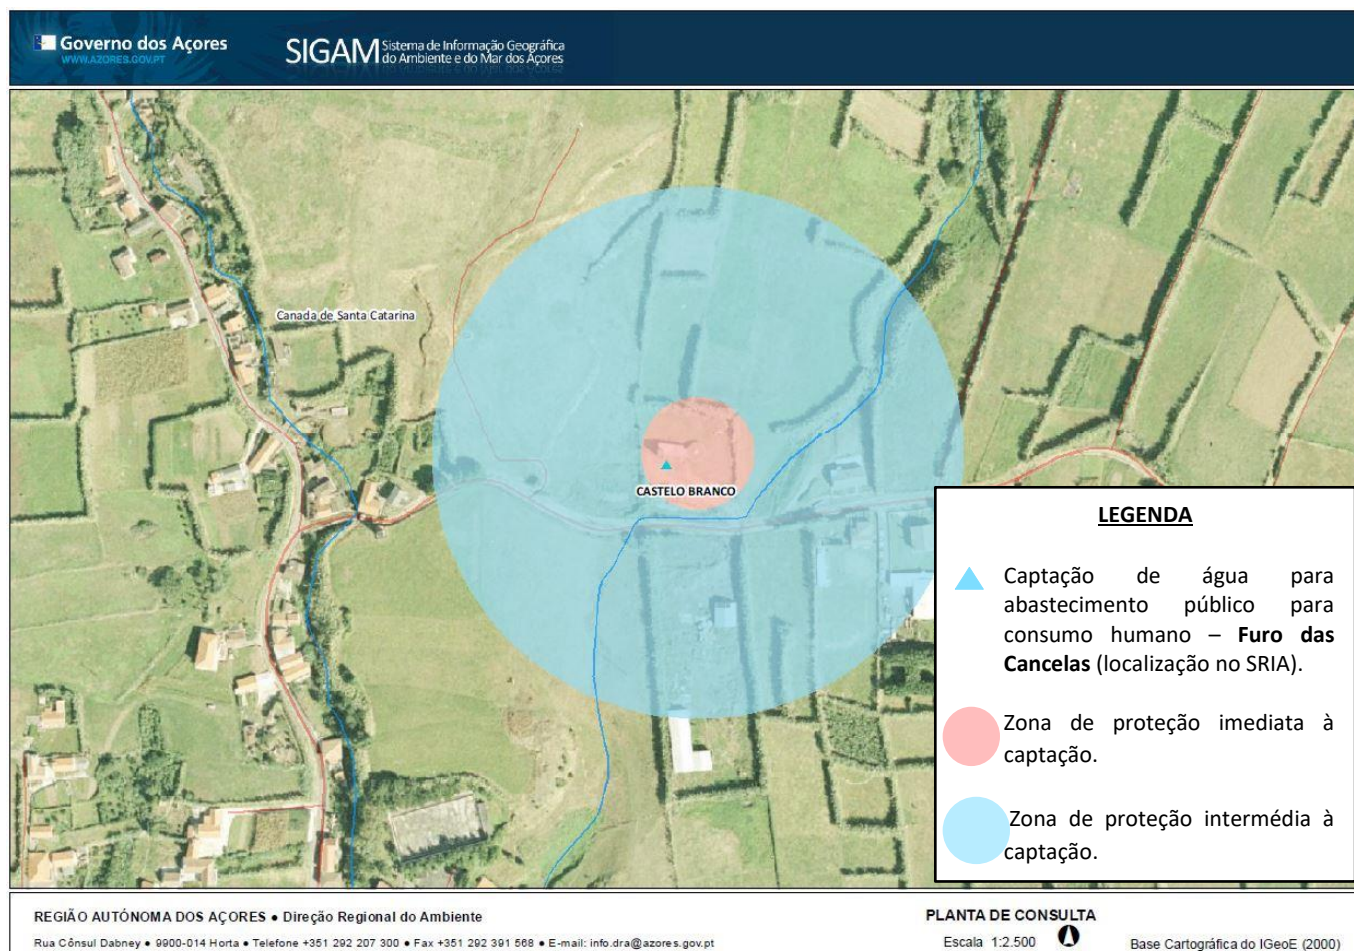 Governo dos Açores
WWW.AZORES.GOV.PT
SIGAM Sistema de Informação Geográfica
do Ambiente e do Mar dos Açores
Canada de Santa Catarina
CASTELO BRANCO
LEGENDA
Captação de água para
abastecimento público para
consumo humano – Furo das
Cancelas (localização no SRIA).
Zona de proteção imediata à
captação.
Zona de proteção intermédia à
captação.
REGIÃO AUTÓNOMA DOS AÇORES • Direção Regional do Ambiente
Rua Cônsul Dabney • 9900-014 Horta • Telefone +351 292 207 300 • Fax +351 292 391 568 • E-mail: info.dra@azores.gov.pt
PLANTA DE CONSULTA
Escala 1:2.500
Base Cartográfica do IGeoE (2000)